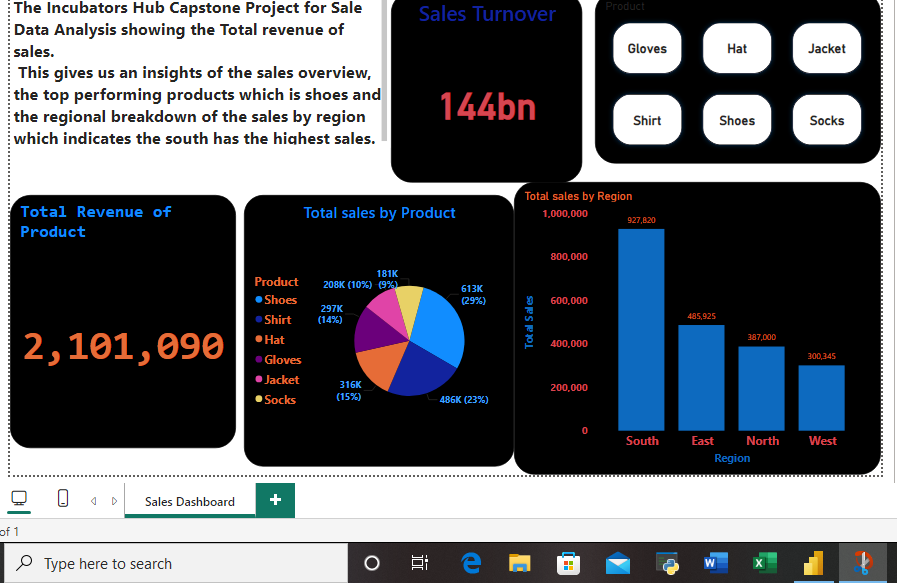 The Incubators Hub Capstone Project for Sale
Data Analysis showing the Total revenue of
sales.
This gives us an insights of the sales overview,
the top performing products which is shoes and
the regional breakdown of the sales by region
which indicates the south has the highest sales.
Sales Turnover
144bn
Product
Gloves
Hat
Jacket
Shirt
Shoes
Socks
Total Revenue of
Product
2,101,090
Total sales by Product
Product
Shoes
Shirt
Hat
Gloves
Jacket
Socks
181K
(9%)
208K (10%)
297K
(14%)
316K
(15%)
486K (23%)
613K
(29%)
Total sales by Region
1,000,000
800,000
600,000
400,000
200,000
0
Total Sales
927,820
485,925
387,000
300,345
South
East
North
West
Region
Sales Dashboard
+
of 1
Type here to search